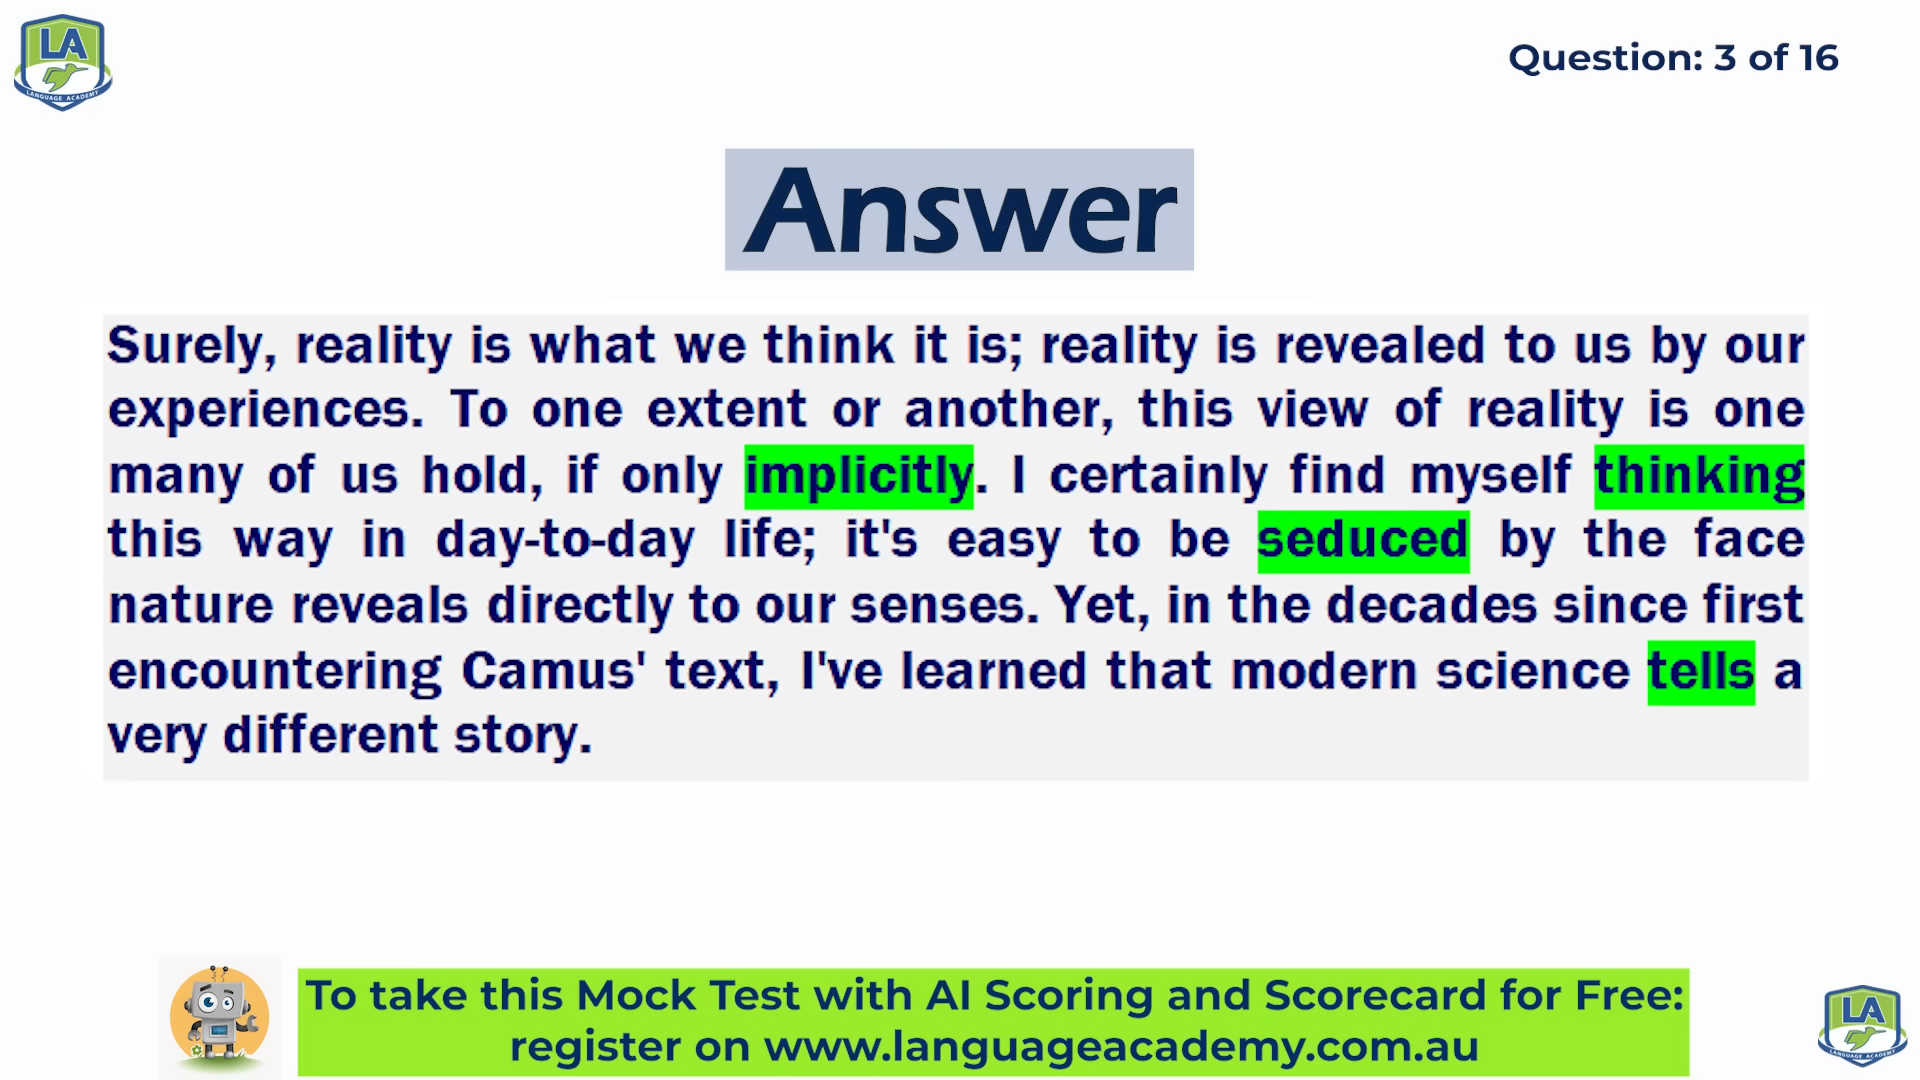 LA
LANGUAGE ACADEMY
Question: 3 of 16
Answer
Surely, reality is what we think it is; reality is revealed to us by our
experiences. To one extent or another, this view of reality is one
many of us hold, if only implicitly. I certainly find myself thinking
this way in day-to-day life; it's easy to be seduced by the face
nature reveals directly to our senses. Yet, in the decades since first
encountering Camus' text, I've learned that modern science tells a
very different story.
To take this Mock Test with AI Scoring and Scorecard for Free:
register on www.languageacademy.com.au
LA
LANGUAGE ACADEMY